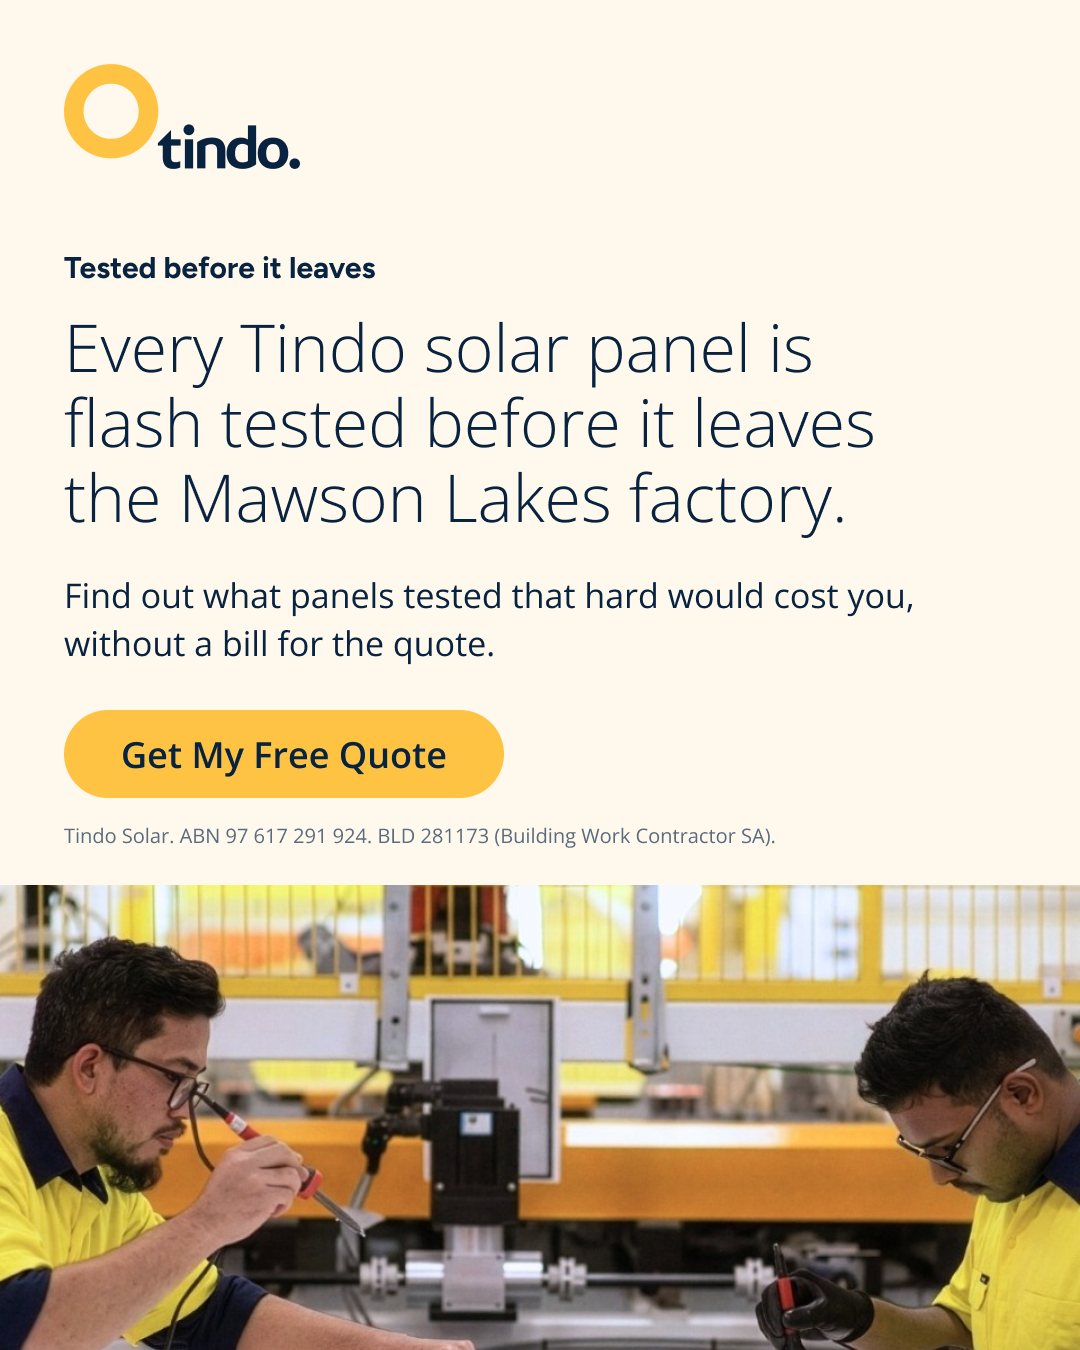 tindo.
Tested before it leaves
Every Tindo solar panel is
flash tested before it leaves
the Mawson Lakes factory.
Find out what panels tested that hard would cost you,
without a bill for the quote.
Get My Free Quote
Tindo Solar. ABN 97 617 291 924. BLD 281173 (Building Work Contractor SA).